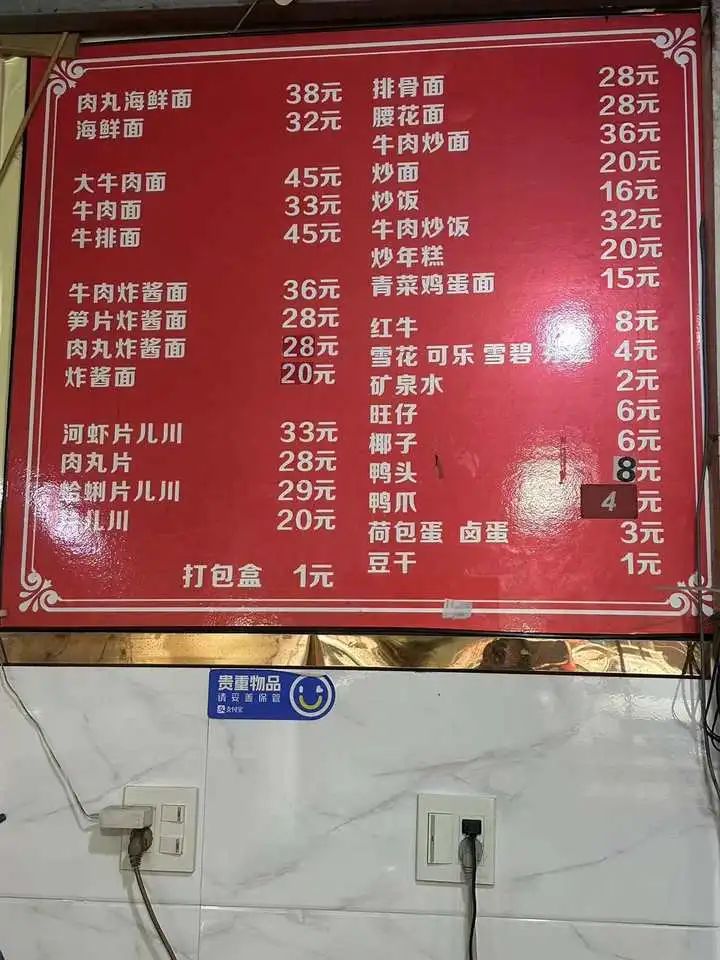 肉丸海鲜面 38元
海鲜面 32元
大牛肉面 45元
牛肉面 33元
牛排面 45元
牛肉炸酱面 36元
笋片炸酱面 28元
肉丸炸酱面 28元
炸酱面 20元
河虾片儿川 33元
肉丸片 28元
蛤蜊片儿川 29元
儿川 20元
打包盒 1元
排骨面 28元
腰花面 28元
牛肉炒面 36元
炒面 20元
炒饭 16元
牛肉炒饭 32元
炒年糕 20元
青菜鸡蛋面 15元
红牛 8元
雪花 可乐 雪碧 4元
矿泉水 2元
旺仔 6元
椰子 6元
鸭头 8元
鸭爪 4元
荷包蛋 卤蛋 3元
豆干 1元
贵重物品
请妥善保管
支付宝